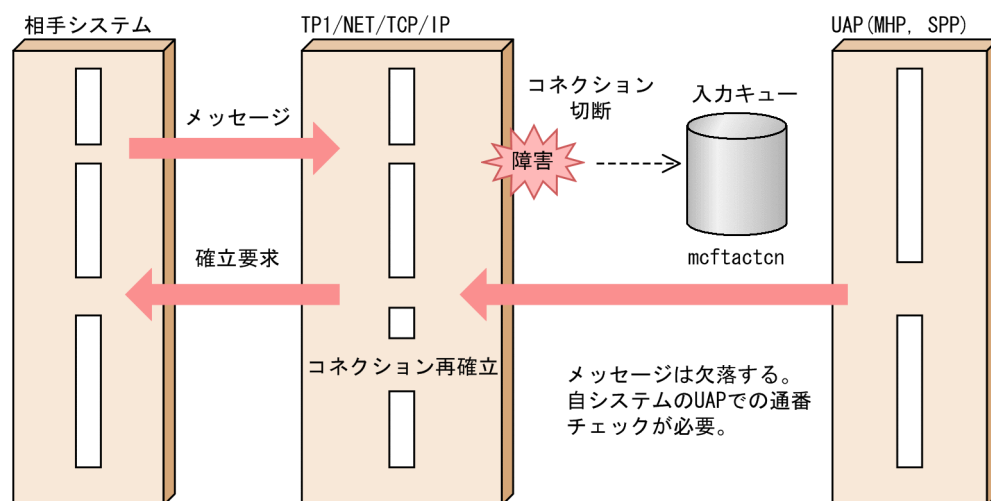 相手システム
TP1/NET/TCP/IP
UAP(MHP, SPP)
コネクション
切断
入力キュー
メッセージ
障害
mcftactcn
確立要求
コネクション再確立
メッセージは欠落する。
自システムのUAPでの通番
チェックが必要。